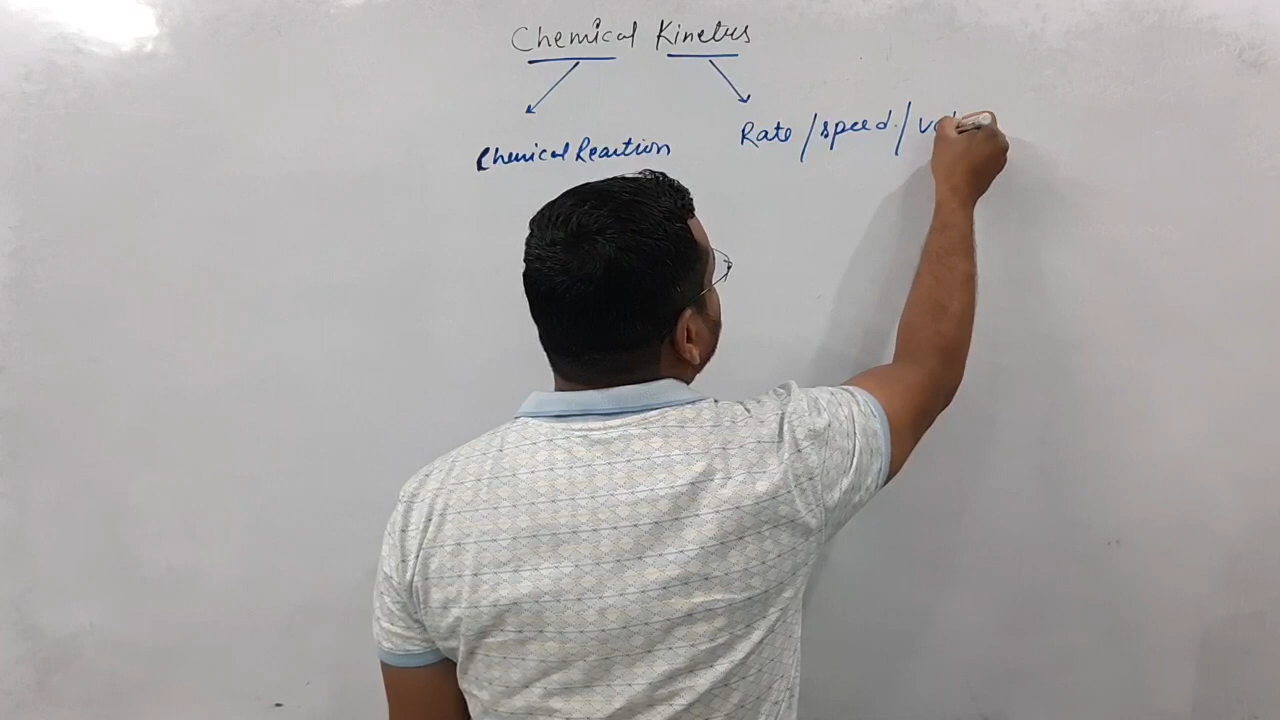 Chemical Kinetics
Chemical Reaction
Rate / speed /